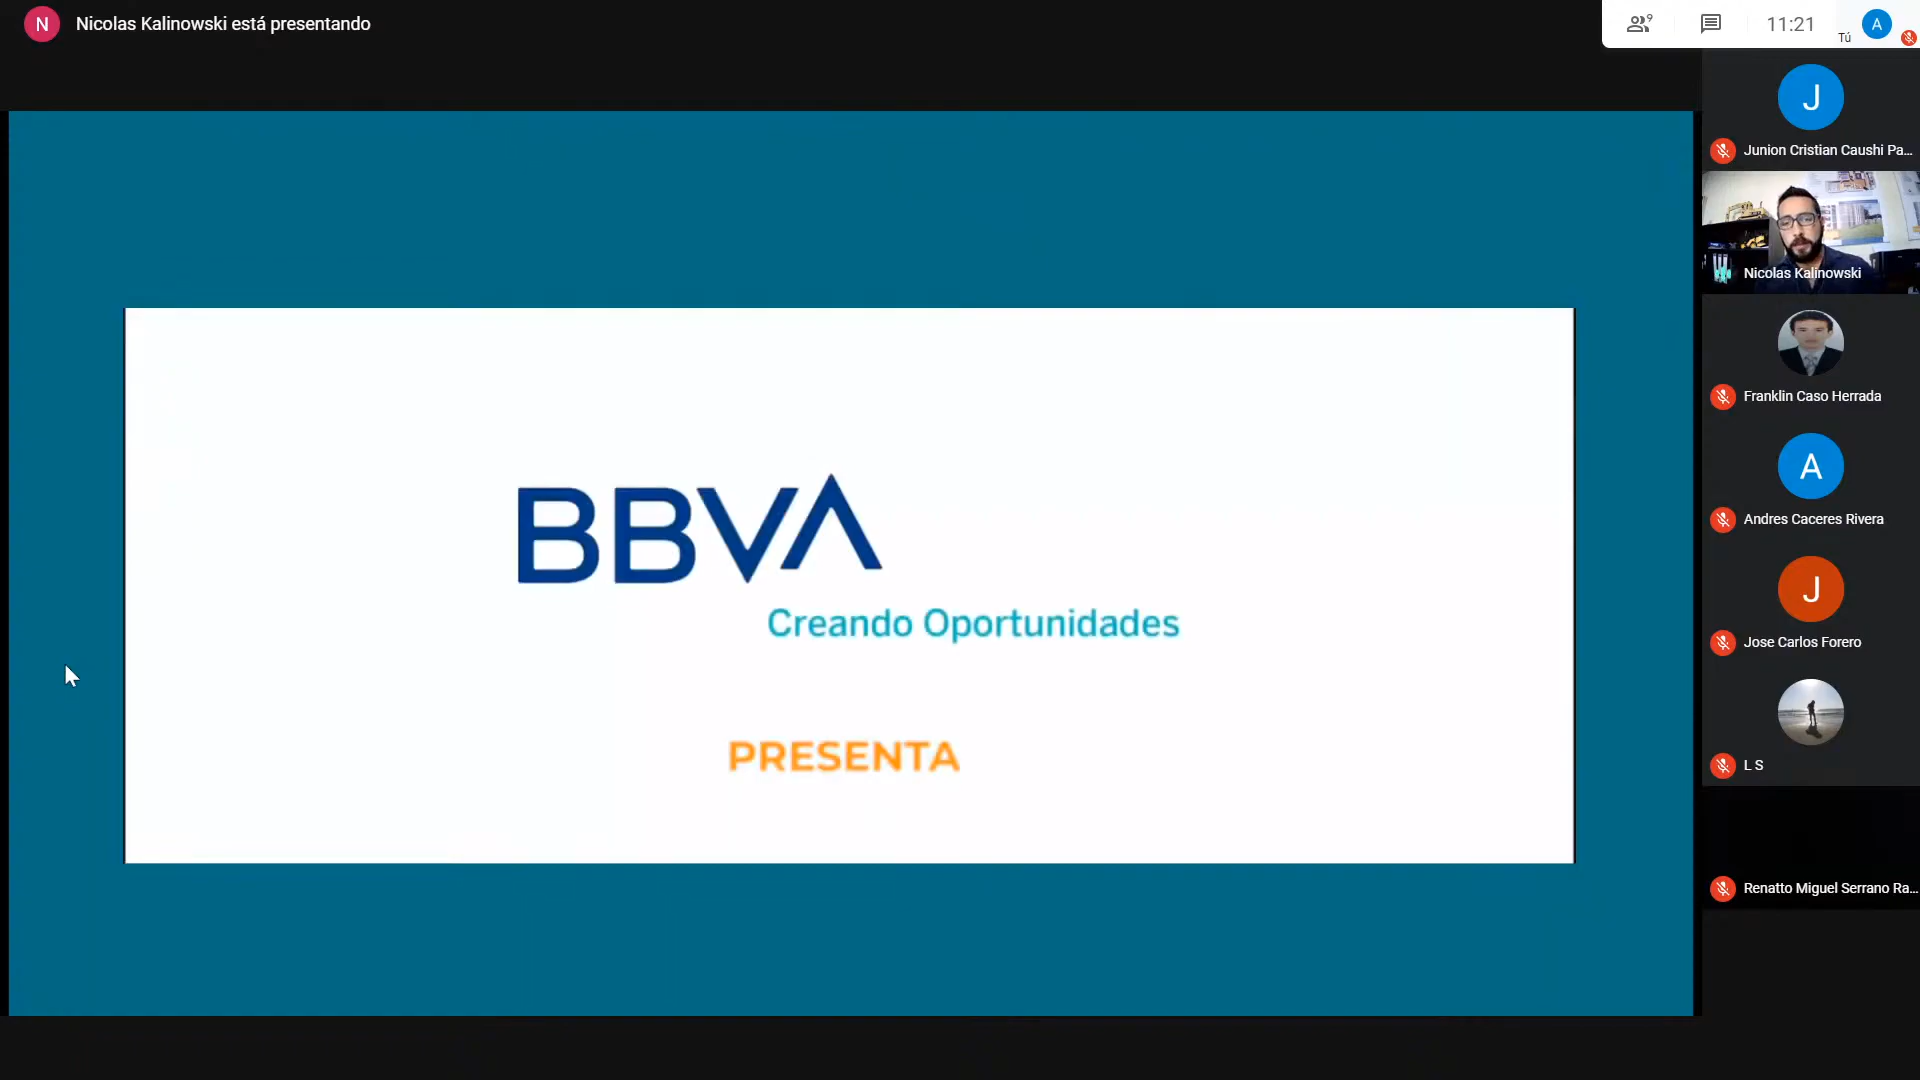 N
Nicolas Kalinowski está presentando
9
11:21
Tú
A
J
Junion Cristian Caushi Pa...
Nicolas Kalinowski
Franklin Caso Herrada
A
Andres Caceres Rivera
J
Jose Carlos Forero
L S
Renatto Miguel Serrano Ra...
BBVA
Creando Oportunidades
PRESENTA